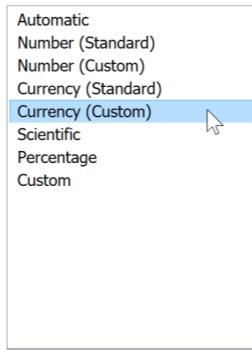 Automatic
Number (Standard)
Number (Custom)
Currency (Standard)
Currency (Custom)
Scientific
Percentage
Custom